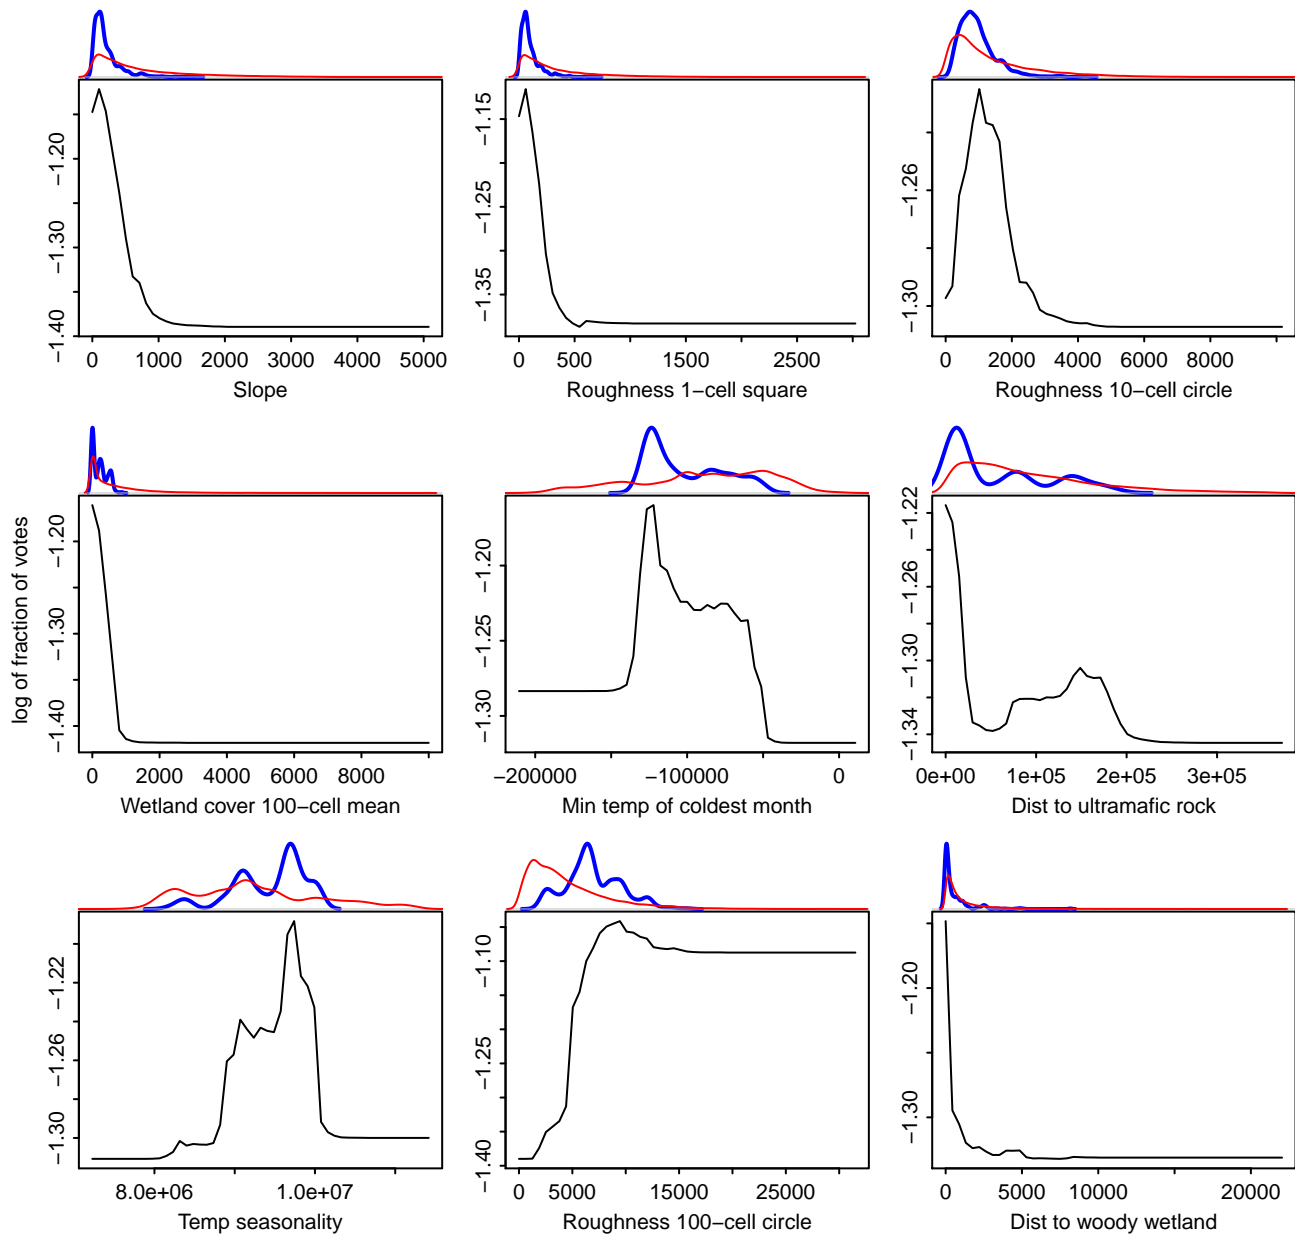 −1.40 −1.30 −1.20
0 1000 2000 3000 4000 5000
Slope
−1.35 −1.25 −1.15
0 500 1500 2500
Roughness 1−cell square
−1.30 −1.26
0 2000 4000 6000 8000
Roughness 10−cell circle
log of fraction of votes
−1.40 −1.30 −1.20
0 2000 4000 6000 8000
Wetland cover 100−cell mean
−1.30 −1.25 −1.20
−200000 −100000 0
Min temp of coldest month
−1.34 −1.30 −1.26 −1.22
0e+00 1e+05 2e+05 3e+05
Dist to ultramafic rock
−1.30 −1.26 −1.22
8.0e+06 1.0e+07
Temp seasonality
−1.40 −1.25 −1.10
0 5000 15000 25000
Roughness 100−cell circle
−1.30 −1.20
0 5000 10000 20000
Dist to woody wetland